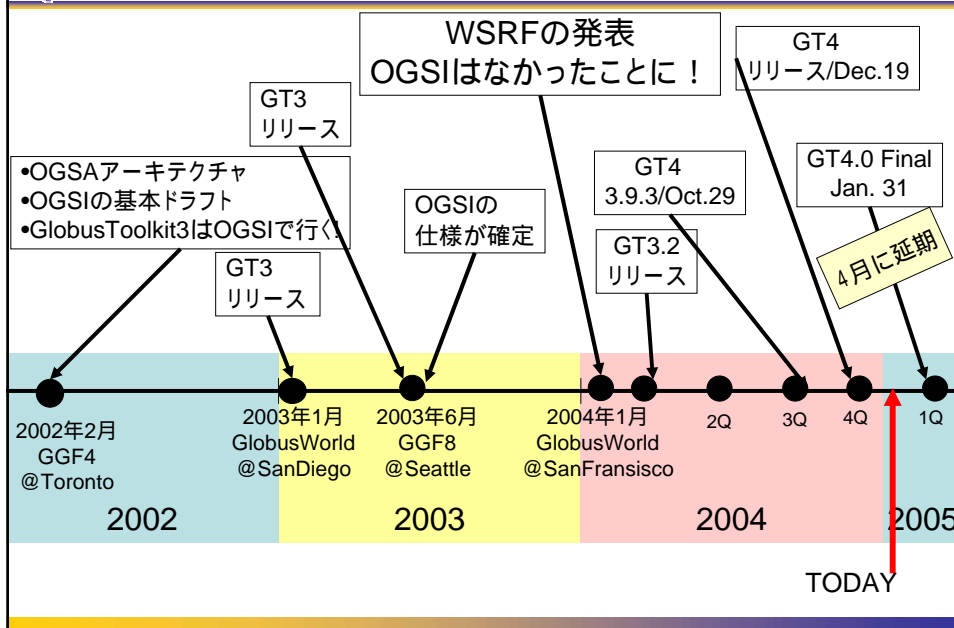 WSRFの発表
OGSIはなかったことに！
GT4
リリース/Dec.19
GT3
リリース
•OGSAアーキテクチャ
•OGSIの基本ドラフト
•GlobusToolkit3はOGSIで行く!
OGSIの
仕様が確定
GT4
3.9.3/Oct.29
GT4.0 Final
Jan. 31
4月に延期
GT3
リリース
GT3.2
リリース
2002年2月
GGF4
@Toronto
2003年1月
GlobusWorld
@SanDiego
2003年6月
GGF8
@Seattle
2004年1月
GlobusWorld
@SanFransisco
2Q
3Q
4Q
1Q
2002
2003
2004
2005
TODAY